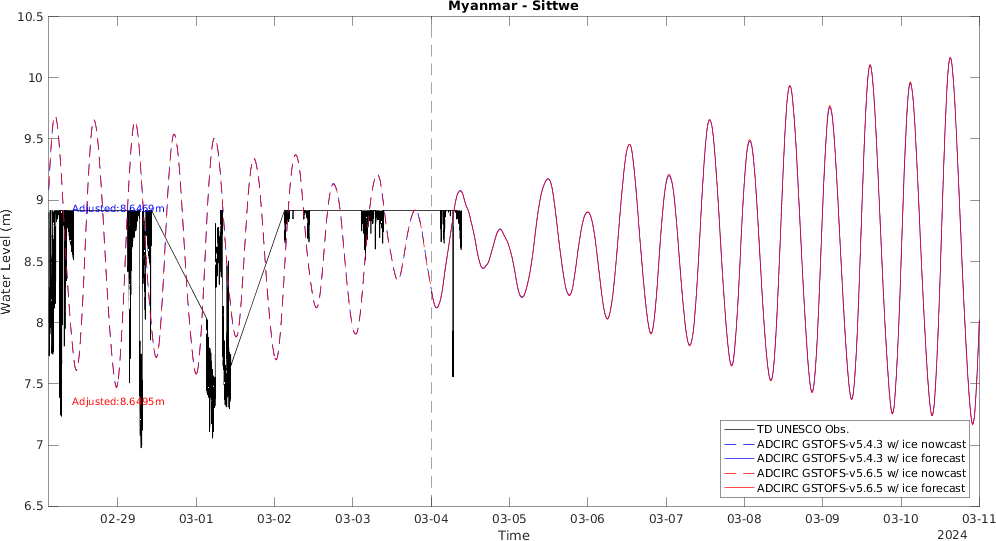 Myanmar - Sittwe
10.5
10
9.5
9
8.5
8
7.5
7
6.5
Water Level (m)
Adjusted:8.6469m
Adjusted:8.6495m
TD UNESCO Obs.
ADCIRC GSTOFS-v5.4.3 w/ ice nowcast
ADCIRC GSTOFS-v5.4.3 w/ ice forecast
ADCIRC GSTOFS-v5.6.5 w/ ice nowcast
ADCIRC GSTOFS-v5.6.5 w/ ice forecast
02-29 03-01 03-02 03-03 03-04 03-05 03-06 03-07 03-08 03-09 03-10 03-11
Time
2024